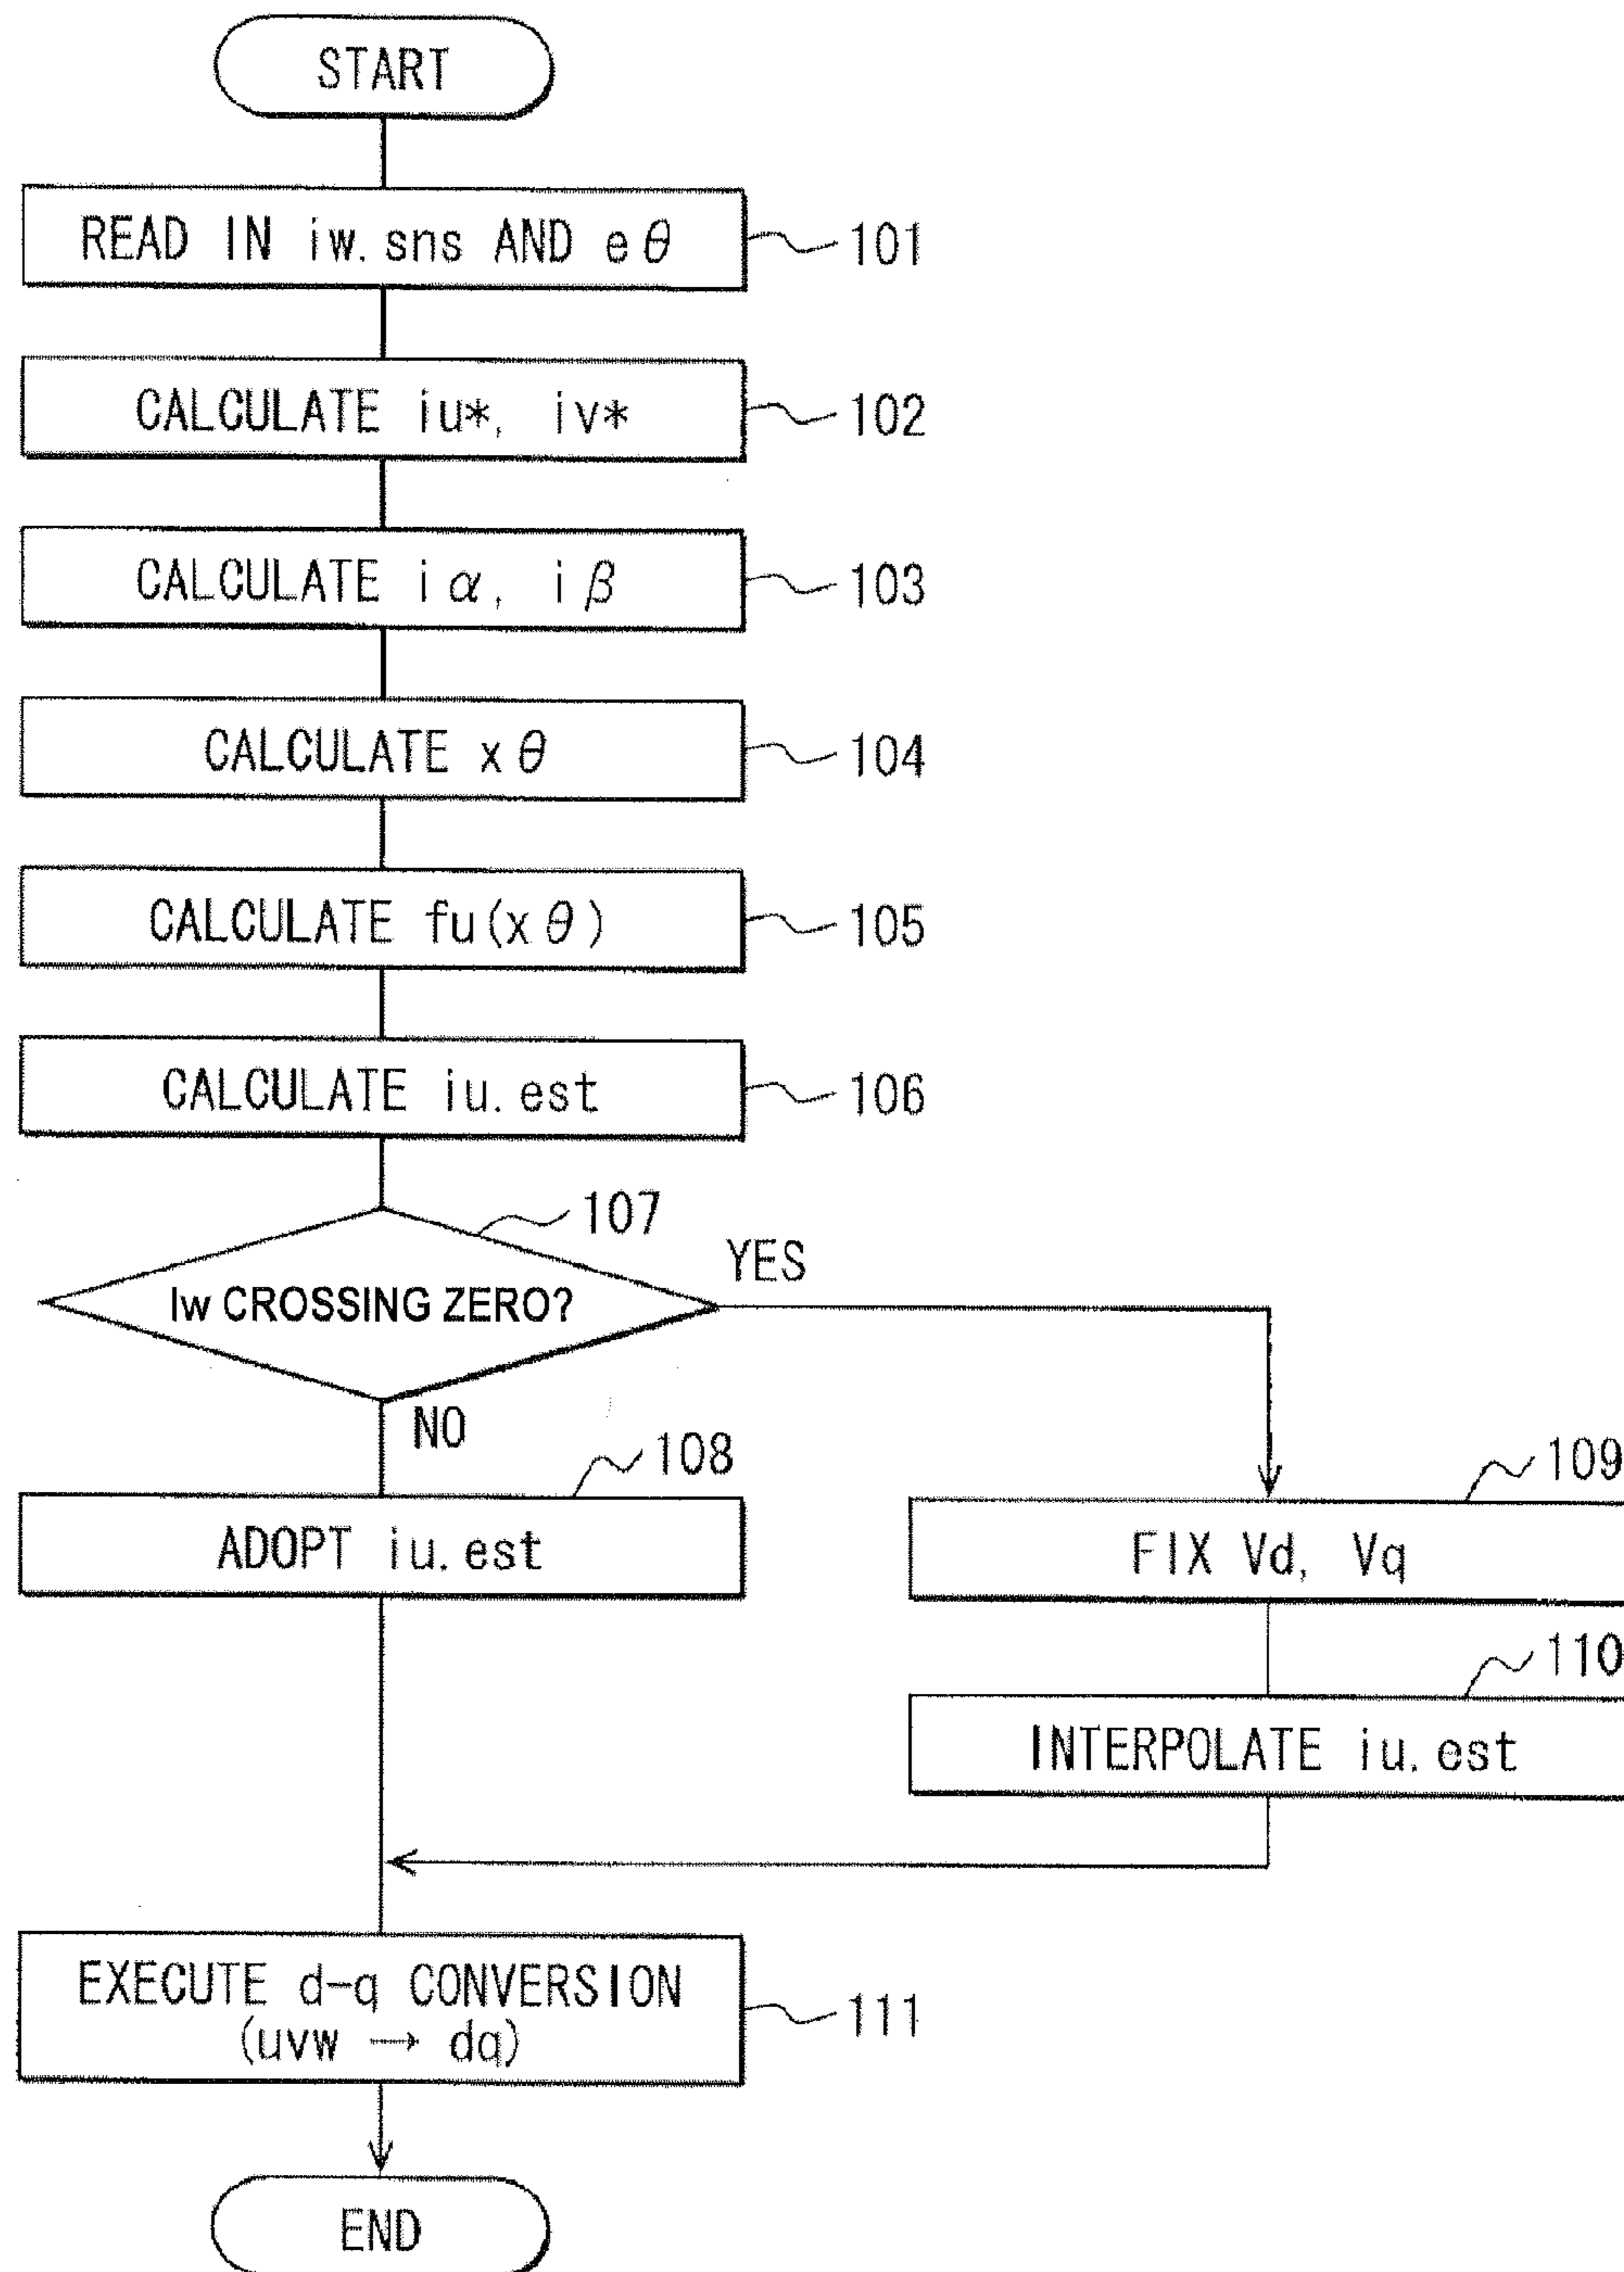 START
READ IN iw.sns AND eθ
101
CALCULATE iu*, iv*
102
CALCULATE iα, iβ
103
CALCULATE xθ
104
CALCULATE fu(xθ)
105
CALCULATE iu.est
106
107
Iw CROSSING ZERO?
YES
NO
108
ADOPT iu.est
109
FIX Vd, Vq
110
INTERPOLATE iu.est
EXECUTE d-q CONVERSION
(uvw → dq)
111
END